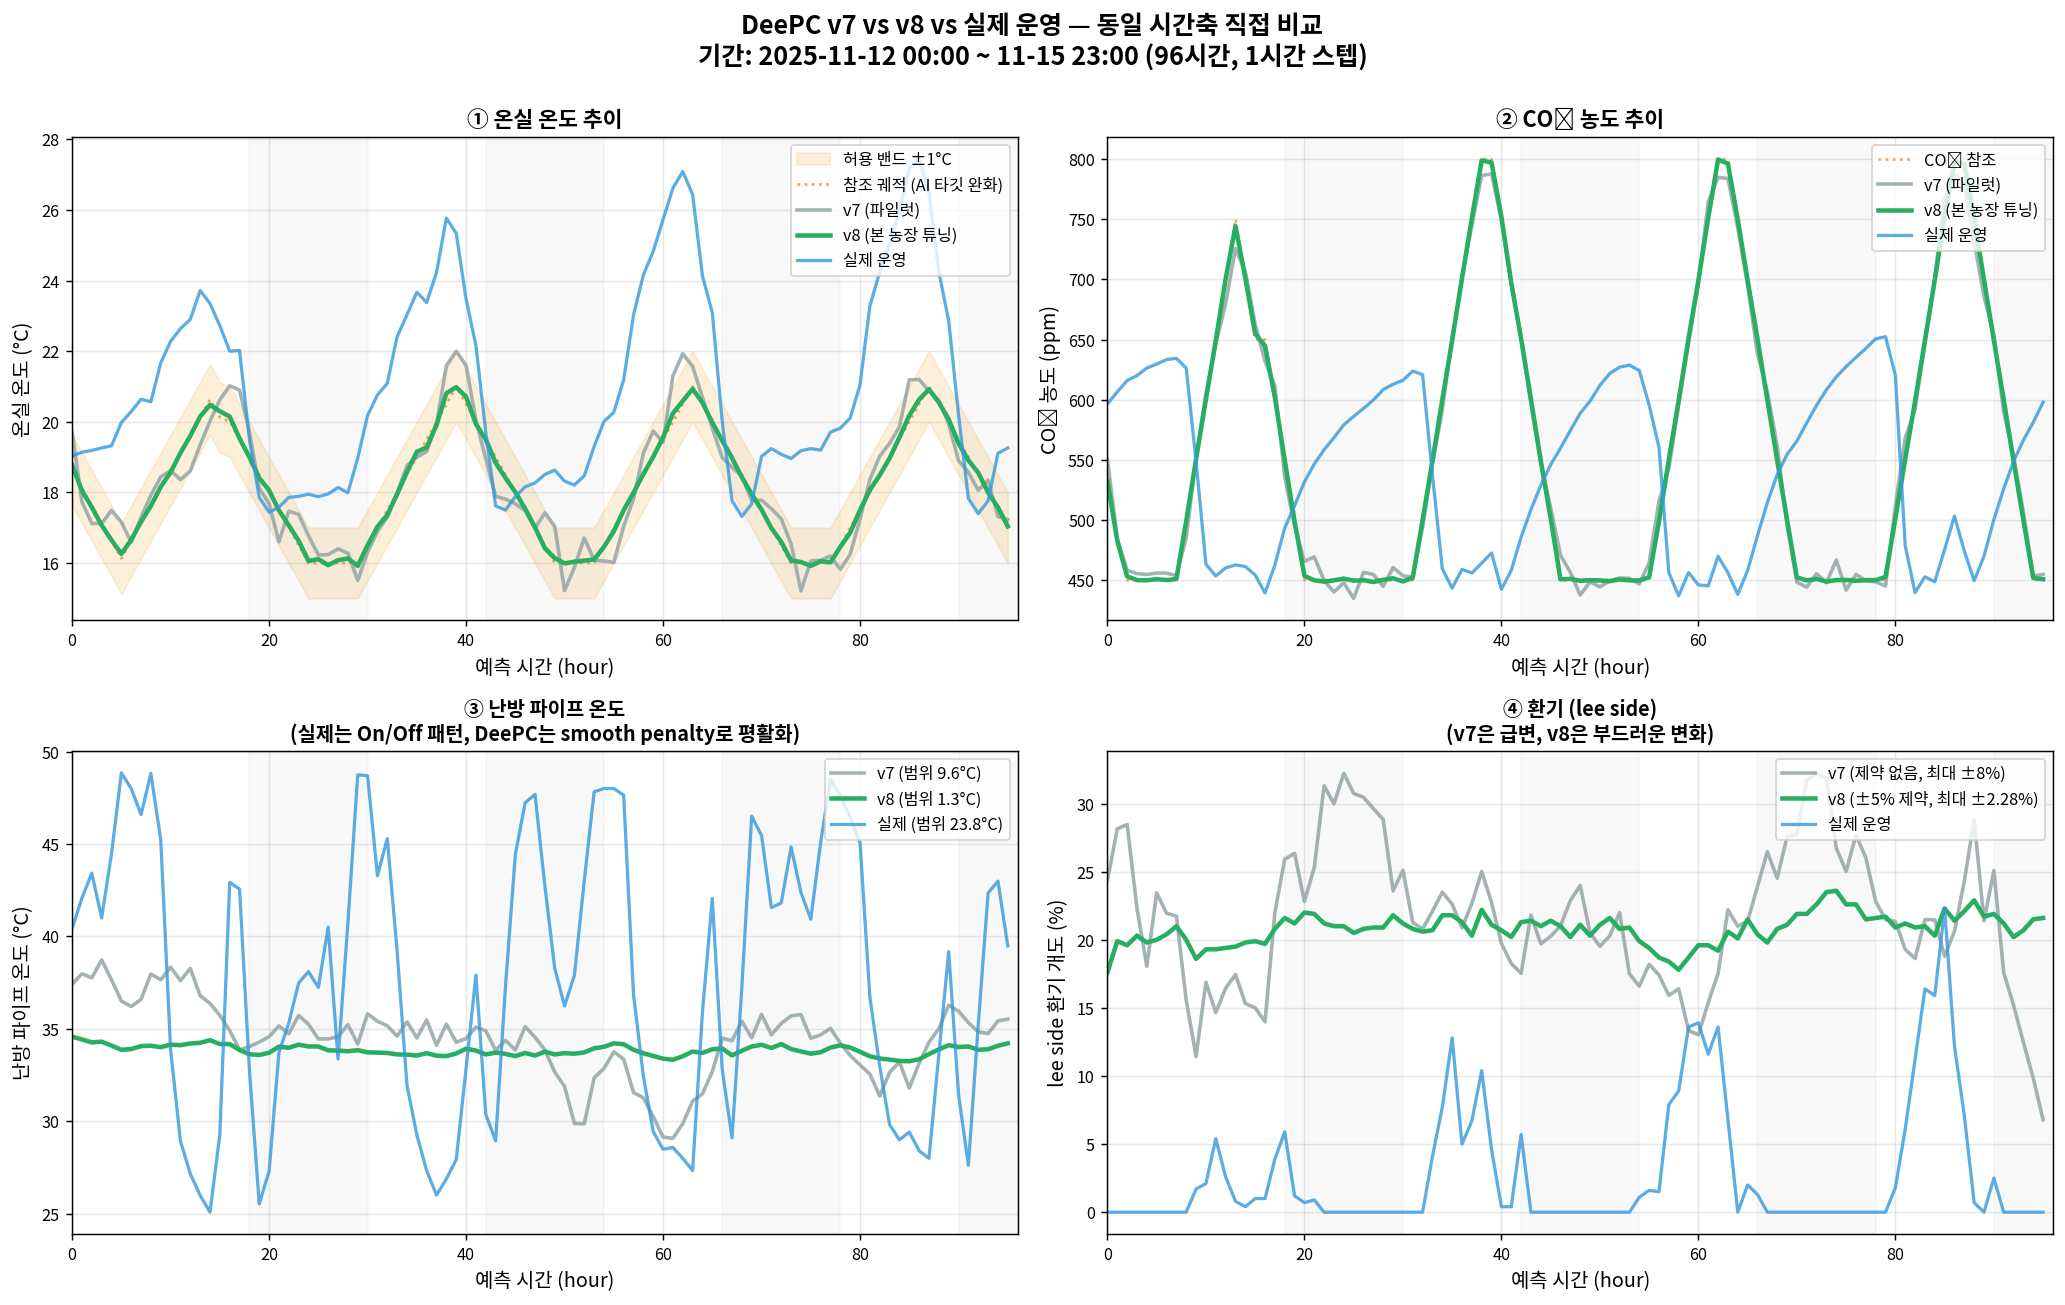 DeePC v7 vs v8 vs 실제 운영 — 동일 시간축 직접 비교
기간: 2025-11-12 00:00 ~ 11-15 23:00 (96시간, 1시간 스텝)
① 온실 온도 추이
온실 온도 (°C)
28
26
24
22
20
18
16
0
20
40
60
80
예측 시간 (hour)
허용 밴드 ±1°C
참조 궤적 (AI 타깃 완화)
v7 (파일럿)
v8 (본 농장 튜닝)
실제 운영
② CO☒ 농도 추이
CO☒ 농도 (ppm)
800
750
700
650
600
550
500
450
0
20
40
60
80
예측 시간 (hour)
CO☒ 참조
v7 (파일럿)
v8 (본 농장 튜닝)
실제 운영
③ 난방 파이프 온도
(실제는 On/Off 패턴, DeePC는 smooth penalty로 평활화)
난방 파이프 온도 (°C)
50
45
40
35
30
25
0
20
40
60
80
예측 시간 (hour)
v7 (범위 9.6°C)
v8 (범위 1.3°C)
실제 (범위 23.8°C)
④ 환기 (lee side)
(v7은 급변, v8은 부드러운 변화)
lee side 환기 개도 (%)
30
25
20
15
10
5
0
0
20
40
60
80
예측 시간 (hour)
v7 (제약 없음, 최대 ±8%)
v8 (±5% 제약, 최대 ±2.28%)
실제 운영